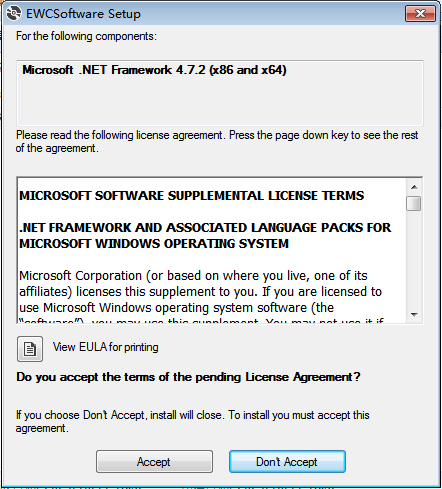 EWCSoftware Setup
For the following components:
Microsoft .NET Framework 4.7.2 (x86 and x64)
Please read the following license agreement. Press the page down key to see the rest
of the agreement.
MICROSOFT SOFTWARE SUPPLEMENTAL LICENSE TERMS
.NET FRAMEWORK AND ASSOCIATED LANGUAGE PACKS FOR
MICROSOFT WINDOWS OPERATING SYSTEM
Microsoft Corporation (or based on where you live, one of its
affiliates) licenses this supplement to you. If you are licensed to
use Microsoft Windows operating system software (the
“software”), you may use this supplement. You may not use it if
View EULA for printing
Do you accept the terms of the pending License Agreement?
If you choose Don't Accept, install will close. To install you must accept this
agreement.
Accept
Don't Accept